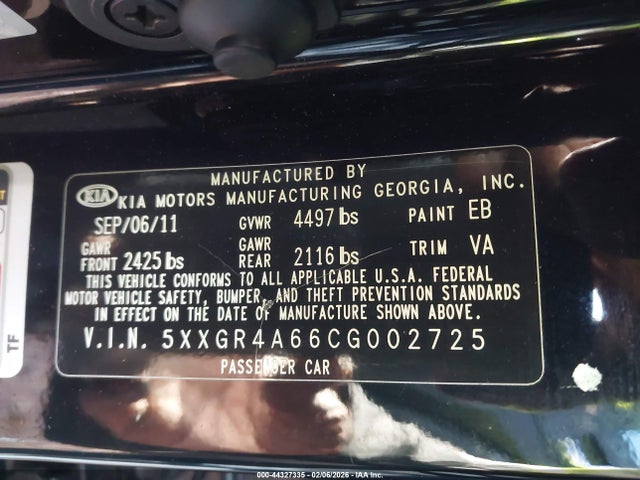 MANUFACTURED BY
KIA KIA MOTORS MANUFACTURING GEORGIA, INC.
SEP/06/11 GVWR 4497 lbs PAINT EB
GAWR FRONT 2425 lbs GAWR REAR 2116 lbs TRIM VA
THIS VEHICLE CONFORMS TO ALL APPLICABLE U.S.A. FEDERAL
MOTOR VEHICLE SAFETY, BUMPER, AND THEFT PREVENTION STANDARDS
IN EFFECT ON THE DATE OF MANUFACTURE SHOWN ABOVE.
V.I.N. 5XXGR4A66CG002725
PASSENGER CAR
TF
000-44327335 - 02/06/2026 - IAA Inc.